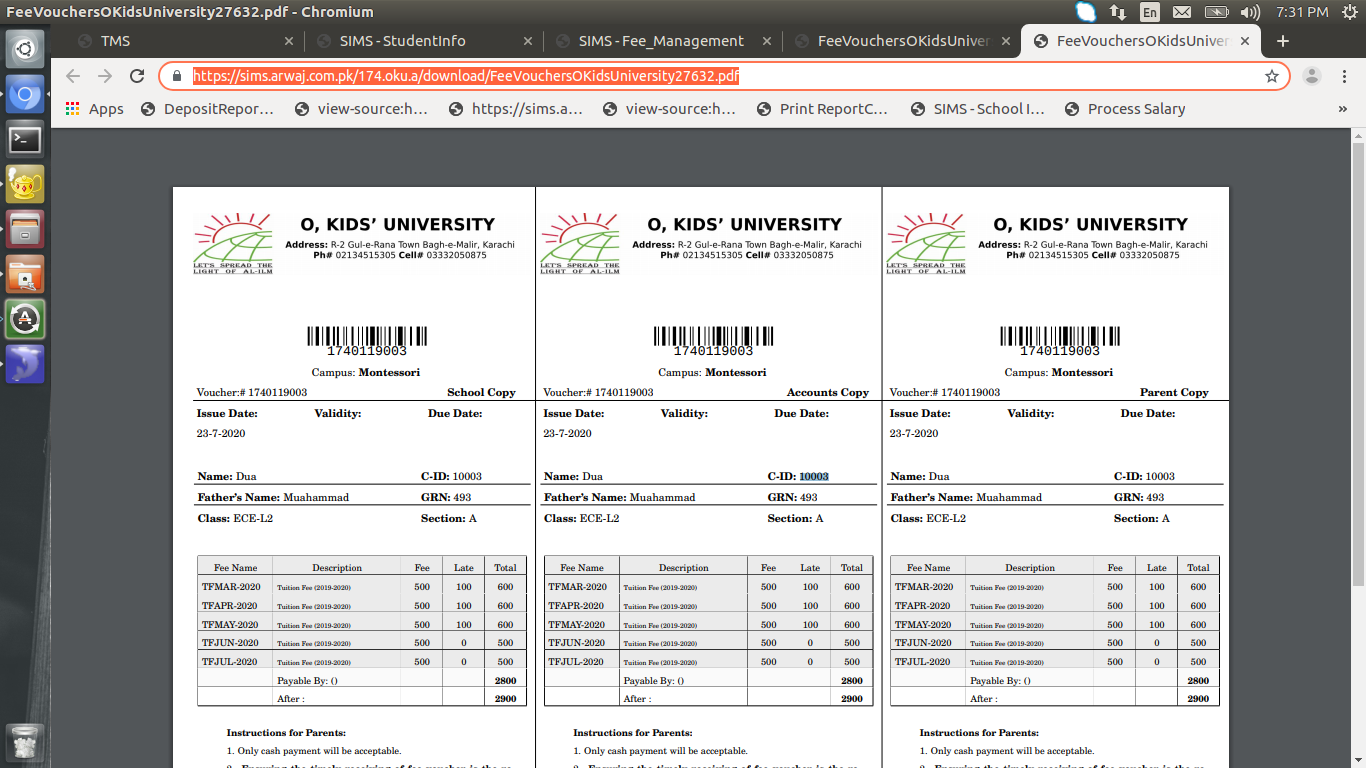 FeeVouchersOKidsUniversity27632.pdf - Chromium
En
7:31 PM
TMS
SIMS - StudentInfo
SIMS - Fee_Management
FeeVouchersOKidsUniver
FeeVouchersOKidsUniver
https://sims.arwaj.com.pk/174.oku.a/download/FeeVouchersOKidsUniversity27632.pdf
Apps
DepositRepor...
view-source:h...
https://sims.a...
view-source:h...
Print ReportC...
SIMS - School I...
Process Salary
»
O, KIDS’ UNIVERSITY
Address: R-2 Gul-e-Rana Town Bagh-e-Malir, Karachi
Ph# 02134515305 Cell# 03332050875
LET'S SPREAD THE
LIGHT OF AL-ILM
1740119003
Campus: Montessori
Voucher:# 1740119003 School Copy
Issue Date: Validity: Due Date:
23-7-2020
Name: Dua C-ID: 10003
Father's Name: Muahammad GRN: 493
Class: ECE-L2 Section: A
Fee Name Description Fee Late Total
TFMAR-2020 Tuition Fee (2019-2020) 500 100 600
TFAPR-2020 Tuition Fee (2019-2020) 500 100 600
TFMAY-2020 Tuition Fee (2019-2020) 500 100 600
TFJUN-2020 Tuition Fee (2019-2020) 500 0 500
TFJUL-2020 Tuition Fee (2019-2020) 500 0 500
Payable By: () 2800
After : 2900
Instructions for Parents:
1. Only cash payment will be acceptable.
O, KIDS’ UNIVERSITY
Address: R-2 Gul-e-Rana Town Bagh-e-Malir, Karachi
Ph# 02134515305 Cell# 03332050875
LET'S SPREAD THE
LIGHT OF AL-ILM
1740119003
Campus: Montessori
Voucher:# 1740119003 Accounts Copy
Issue Date: Validity: Due Date:
23-7-2020
Name: Dua C-ID: 10003
Father's Name: Muahammad GRN: 493
Class: ECE-L2 Section: A
Fee Name Description Fee Late Total
TFMAR-2020 Tuition Fee (2019-2020) 500 100 600
TFAPR-2020 Tuition Fee (2019-2020) 500 100 600
TFMAY-2020 Tuition Fee (2019-2020) 500 100 600
TFJUN-2020 Tuition Fee (2019-2020) 500 0 500
TFJUL-2020 Tuition Fee (2019-2020) 500 0 500
Payable By: () 2800
After : 2900
Instructions for Parents:
1. Only cash payment will be acceptable.
O, KIDS’ UNIVERSITY
Address: R-2 Gul-e-Rana Town Bagh-e-Malir, Karachi
Ph# 02134515305 Cell# 03332050875
LET'S SPREAD THE
LIGHT OF AL-ILM
1740119003
Campus: Montessori
Voucher:# 1740119003 Parent Copy
Issue Date: Validity: Due Date:
23-7-2020
Name: Dua C-ID: 10003
Father's Name: Muahammad GRN: 493
Class: ECE-L2 Section: A
Fee Name Description Fee Late Total
TFMAR-2020 Tuition Fee (2019-2020) 500 100 600
TFAPR-2020 Tuition Fee (2019-2020) 500 100 600
TFMAY-2020 Tuition Fee (2019-2020) 500 100 600
TFJUN-2020 Tuition Fee (2019-2020) 500 0 500
TFJUL-2020 Tuition Fee (2019-2020) 500 0 500
Payable By: () 2800
After : 2900
Instructions for Parents:
1. Only cash payment will be acceptable.